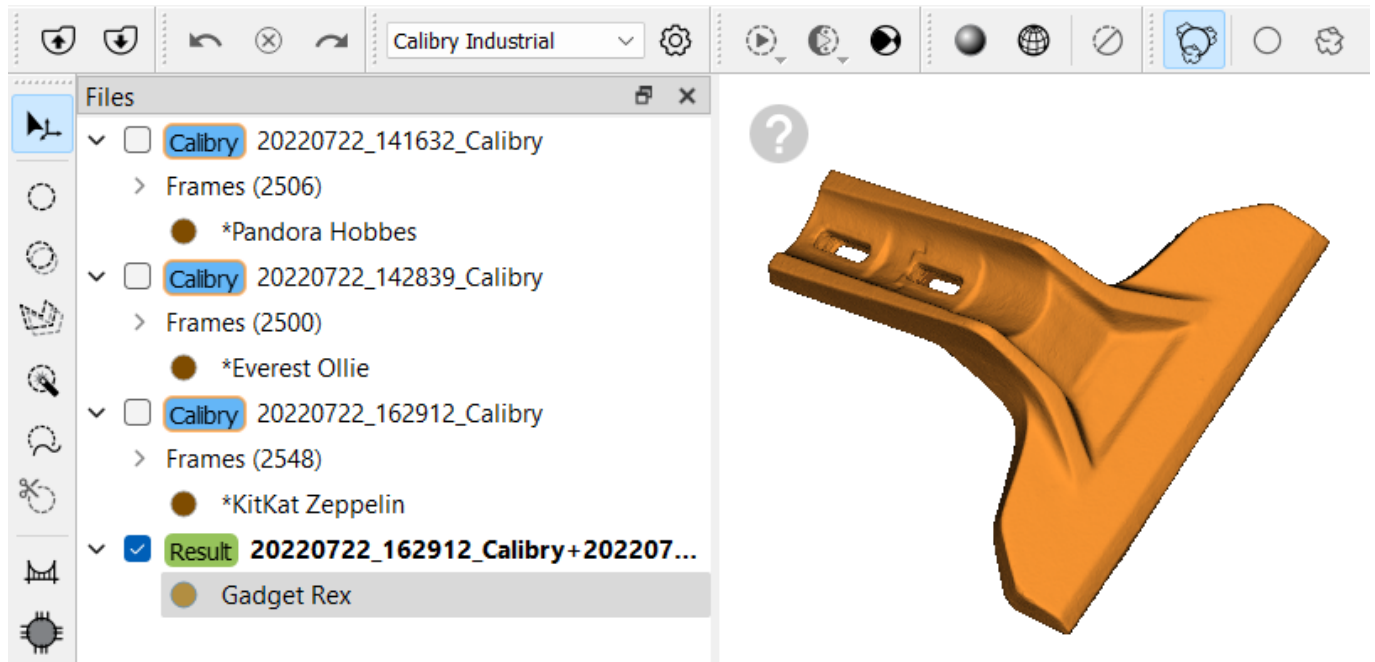 Calibry Industrial
Files
Calibry 20220722_141632_Calibry
Frames (2506)
*Pandora Hobbes
Calibry 20220722_142839_Calibry
Frames (2500)
*Everest Ollie
Calibry 20220722_162912_Calibry
Frames (2548)
*KitKat Zeppelin
Result 20220722_162912_Calibry+202207...
Gadget Rex
?